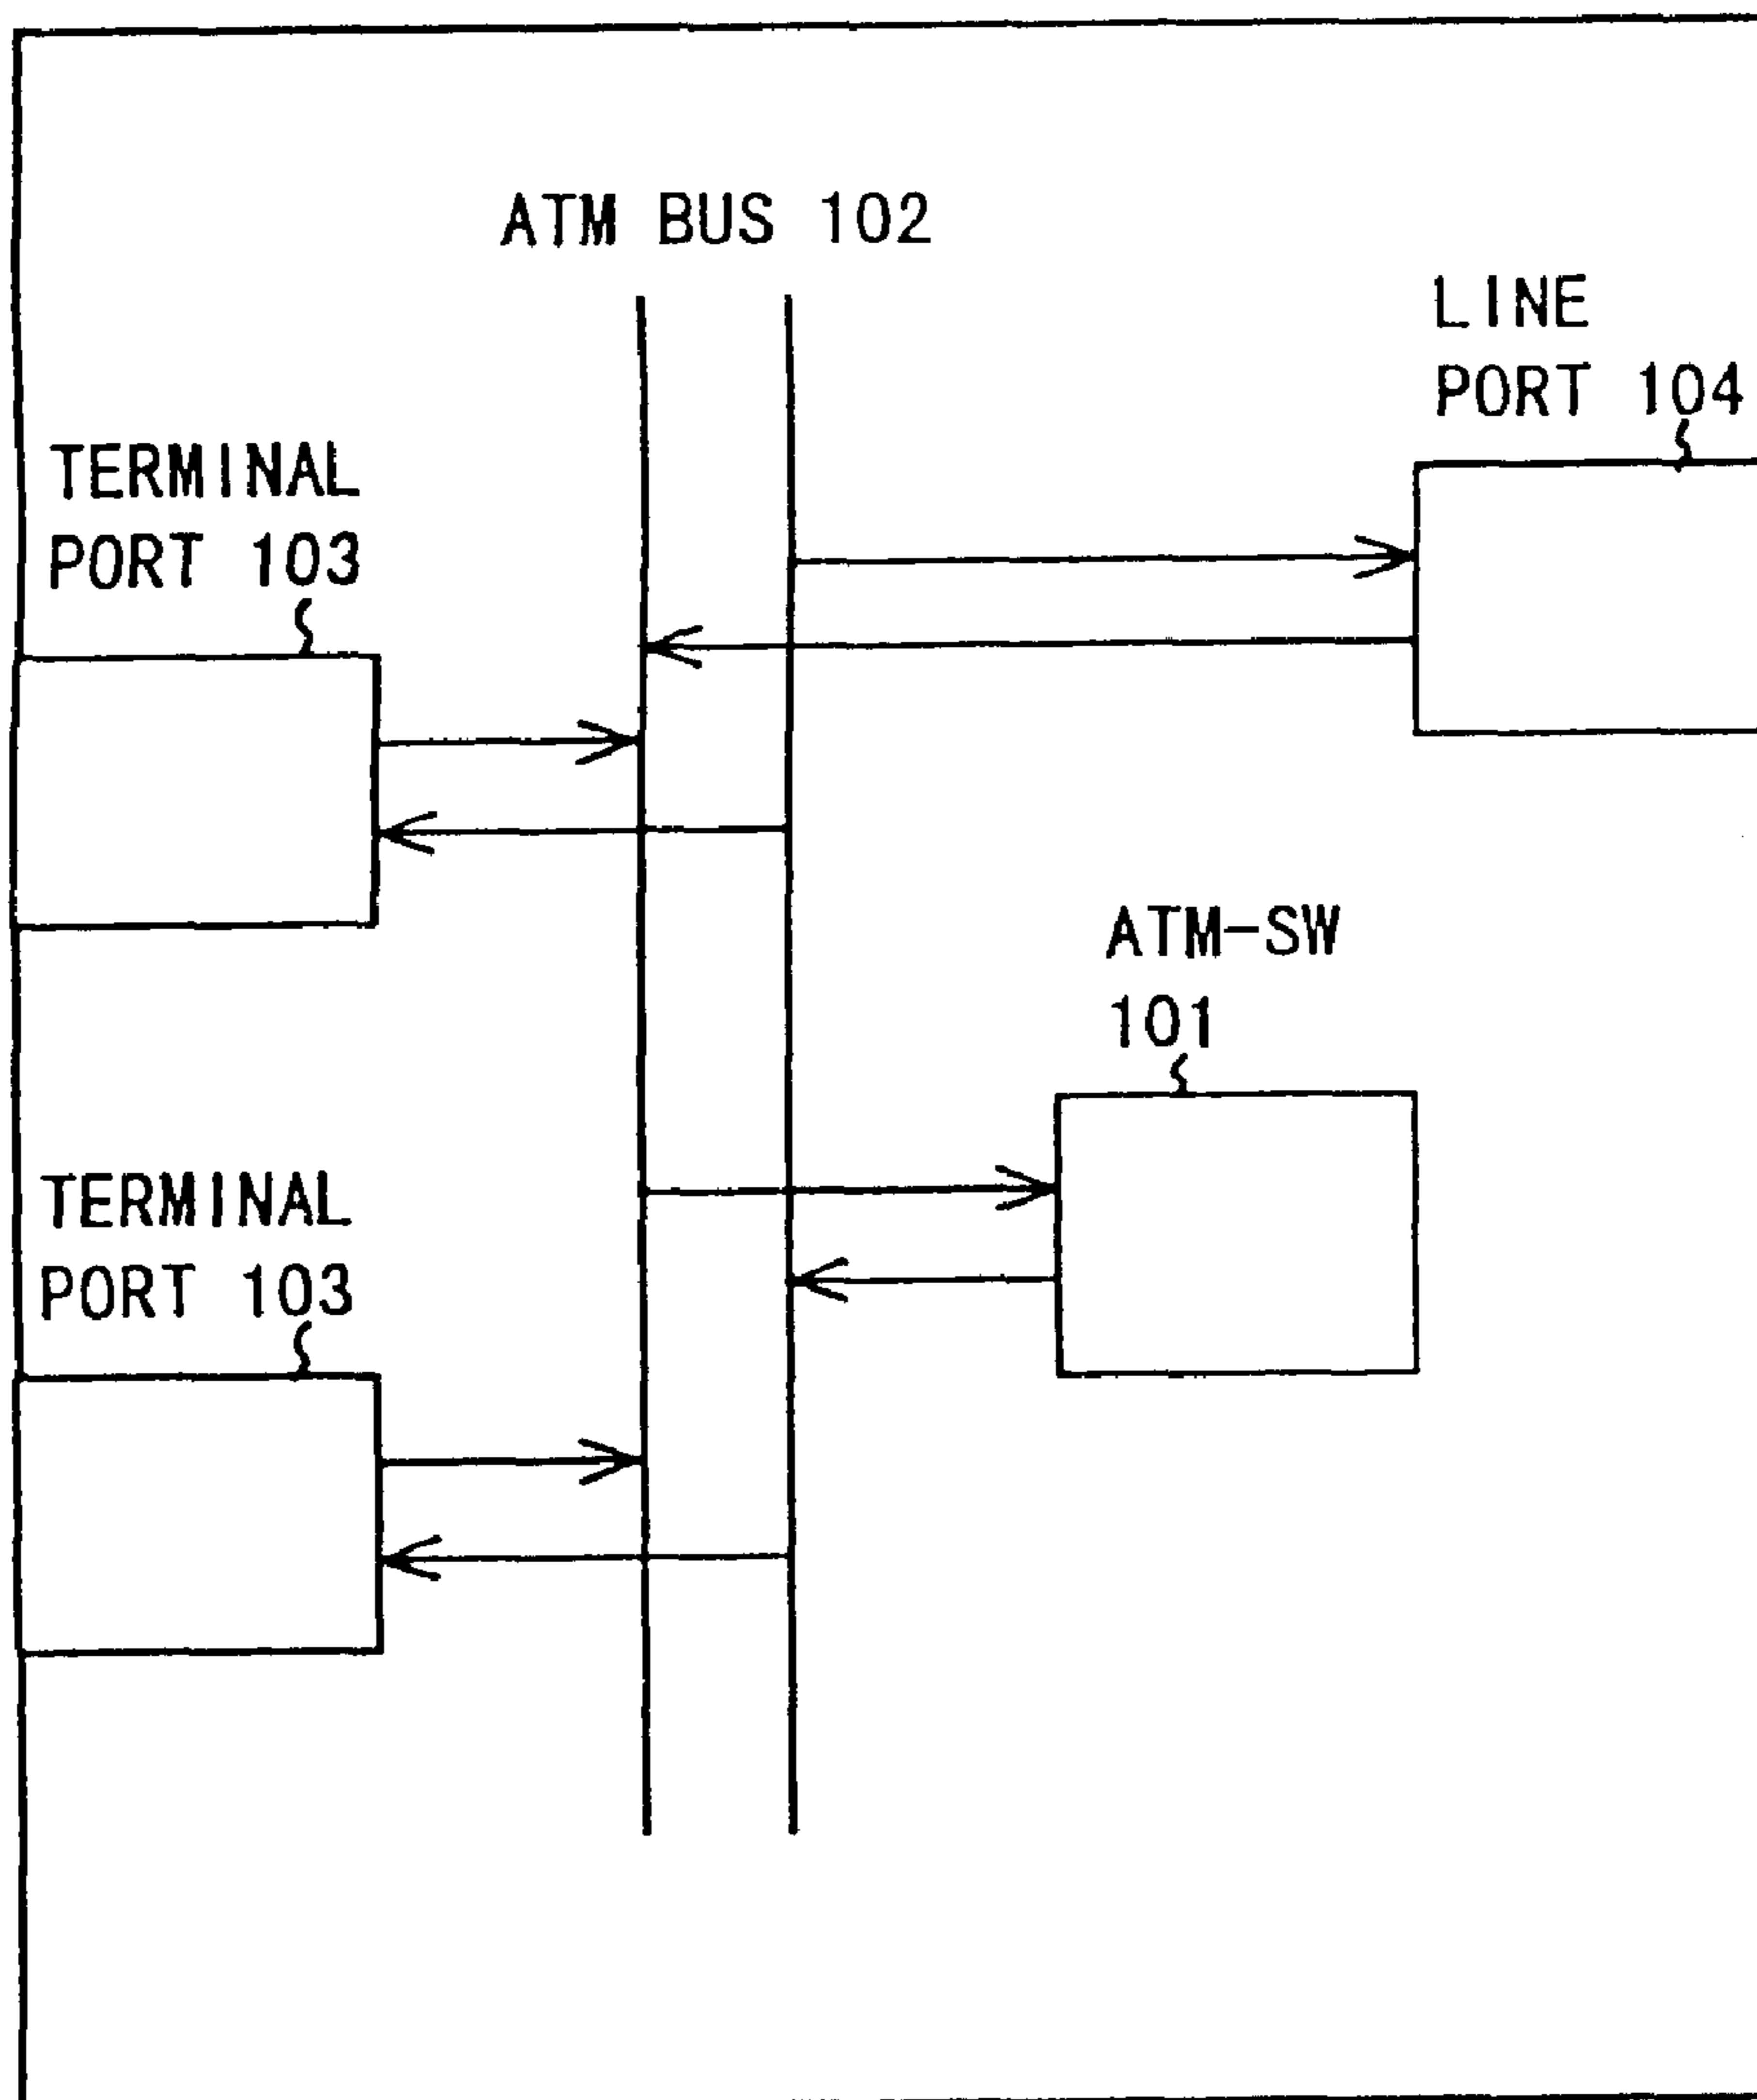 ATM BUS 102
LINE
PORT 104
TERMINAL
PORT 103
ATM-SW
101
TERMINAL
PORT 103